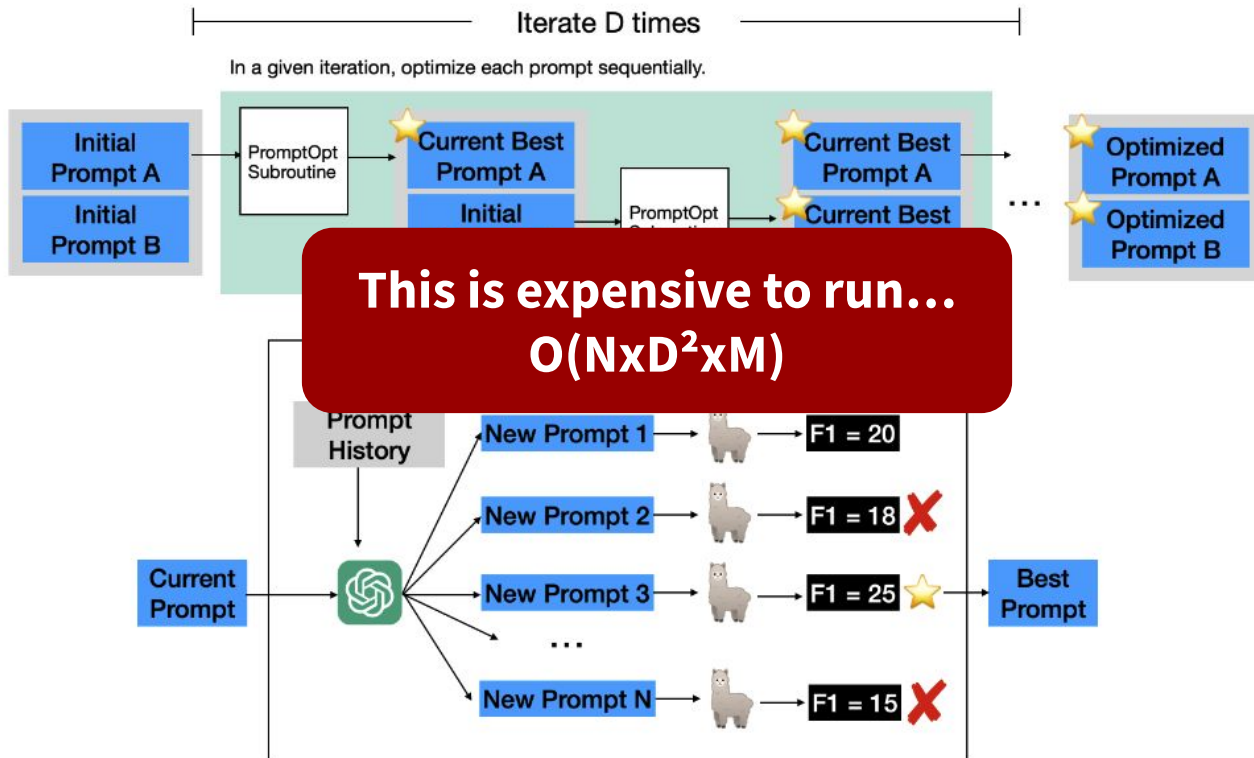 Iterate D times
In a given iteration, optimize each prompt sequentially.
Initial
Prompt A
Initial
Prompt B
PromptOpt
Subroutine
Current Best
Prompt A
Initial
PromptOpt
Current Best
Prompt A
Current Best
...
Optimized
Prompt A
Optimized
Prompt B
This is expensive to run...
O(NxD²xM)
Prompt
History
Current
Prompt
New Prompt 1
F1 = 20
New Prompt 2
F1 = 18
New Prompt 3
F1 = 25
...
New Prompt N
F1 = 15
Best
Prompt